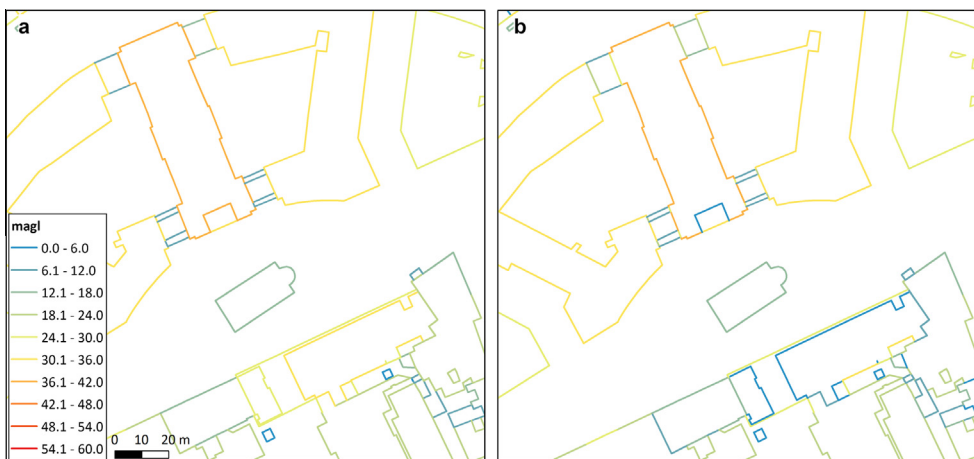 a
b
magl
0.0 - 6.0
6.1 - 12.0
12.1 - 18.0
18.1 - 24.0
24.1 - 30.0
30.1 - 36.0
36.1 - 42.0
42.1 - 48.0
48.1 - 54.0
54.1 - 60.0
0 10 20 m